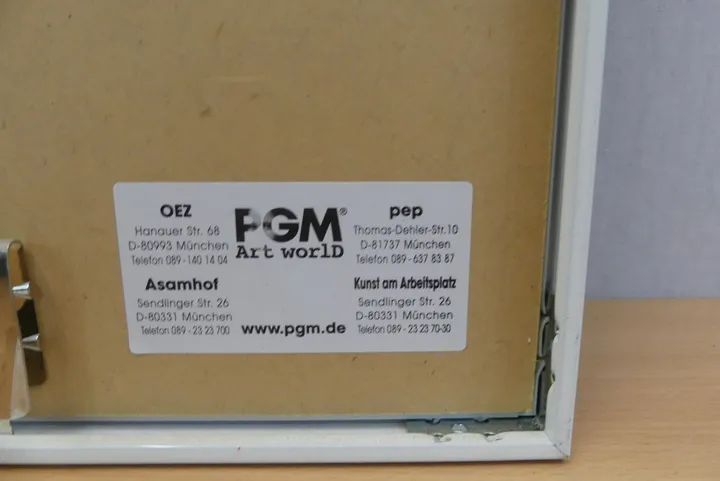 OEZ
Hanauer Str. 68
D-80993 München
Telefon 089 - 140 14 04
PGM®
Art worlD
pep
Thomas-Dehler-Str.10
D-81737 München
Telefon 089 - 637 83 87
Asamhof
Sendlinger Str. 26
D-80331 München
Telefon 089 - 23 23 700
www.pgm.de
Kunst am Arbeitsplatz
Sendlinger Str. 26
D-80331 München
Telefon 089 - 23 23 70-30